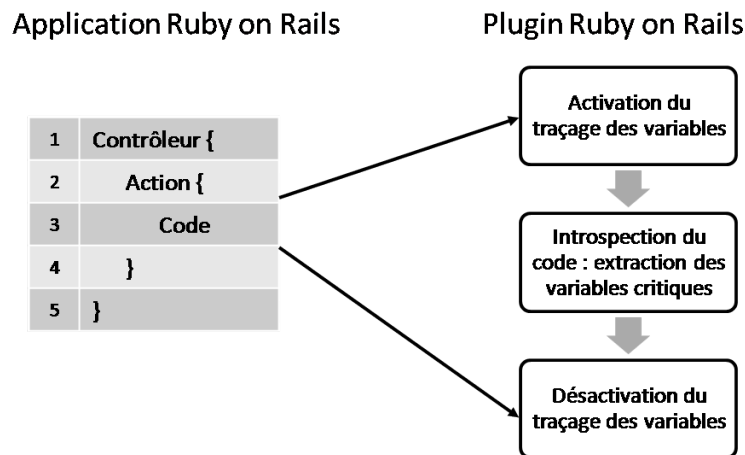 Application Ruby on Rails
Plugin Ruby on Rails
1 Contrôleur {
2 Action {
3 Code
4 }
5 }
Activation du
traçage des variables
Introspection du
code : extraction des
variables critiques
Désactivation du
traçage des variables